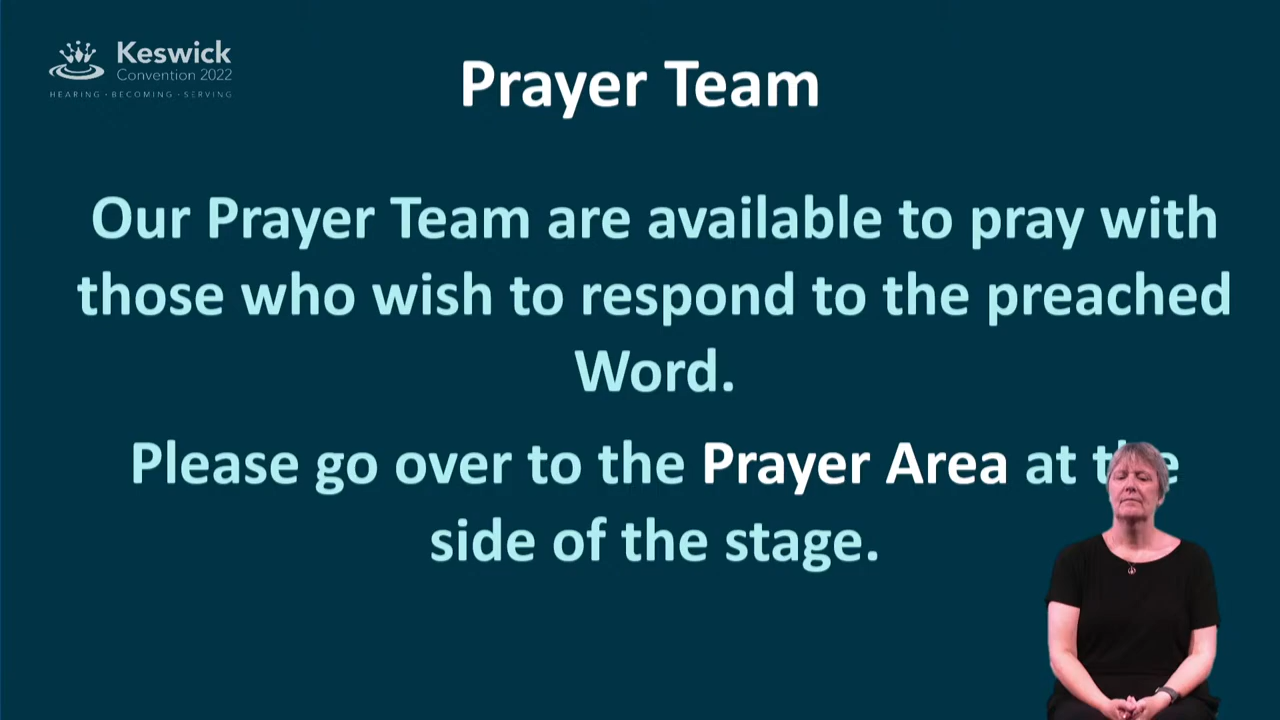 Keswick
Convention 2022
HEARING · BECOMING · SERVING
Prayer Team
Our Prayer Team are available to pray with
those who wish to respond to the preached
Word.
Please go over to the Prayer Area at the
side of the stage.